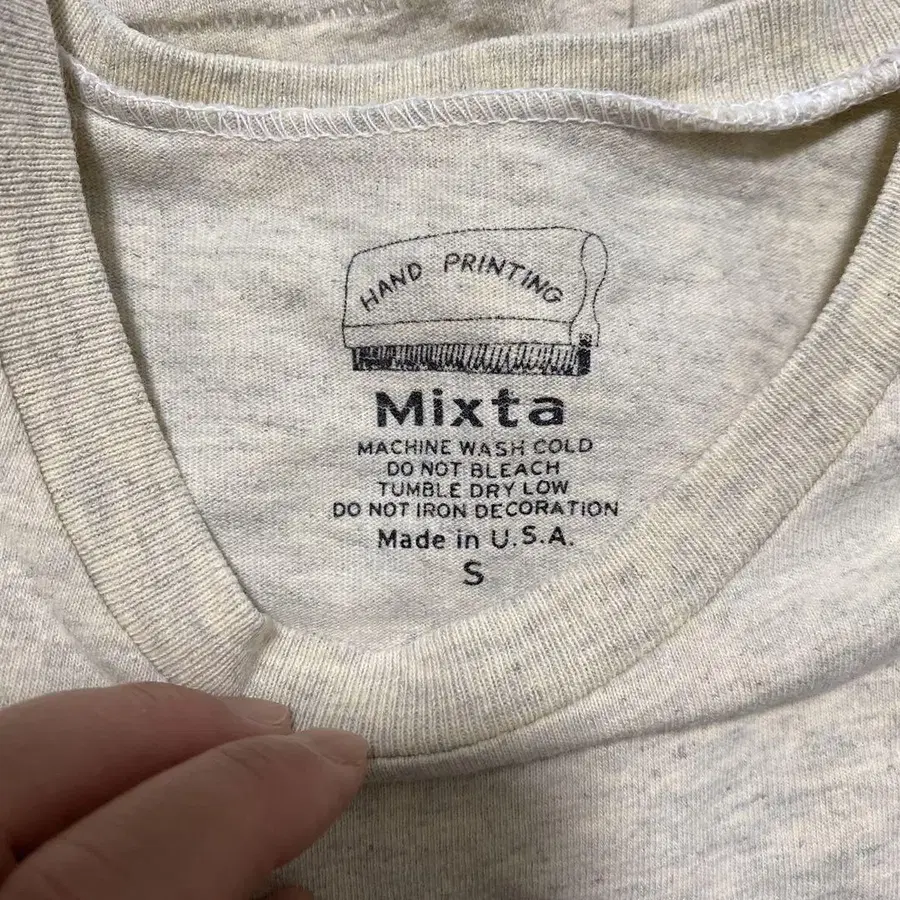 HAND PRINTING
Mixta
MACHINE WASH COLD
DO NOT BLEACH
TUMBLE DRY LOW
DO NOT IRON DECORATION
Made in U.S.A.
S